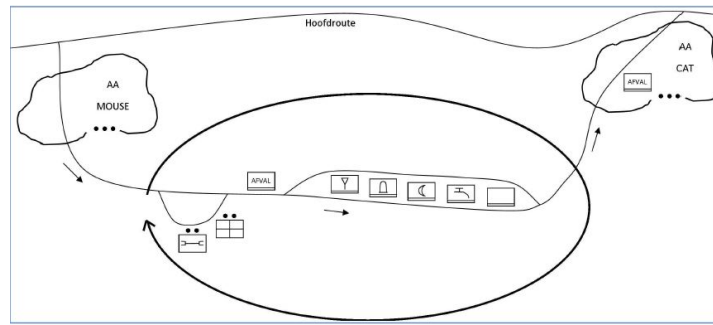 Hoofdroute
AA
MOUSE
AA
CAT
AFVAL
AFVAL